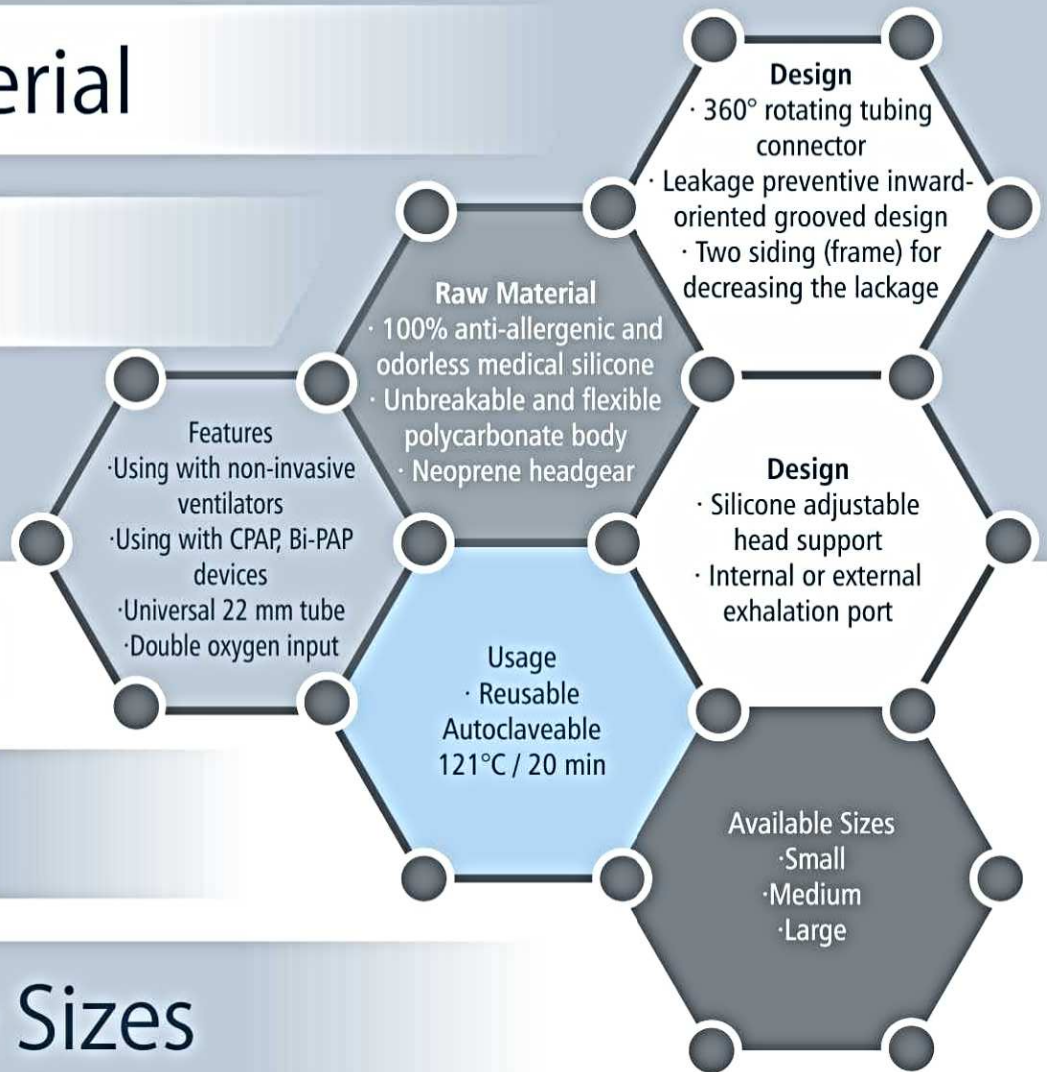 erial
Design
· 360° rotating tubing
connector
· Leakage preventive inward-
oriented grooved design
· Two siding (frame) for
decreasing the lackage
Raw Material
· 100% anti-allergenic and
odorless medical silicone
· Unbreakable and flexible
polycarbonate body
· Neoprene headgear
Features
·Using with non-invasive
ventilators
·Using with CPAP, Bi-PAP
devices
·Universal 22 mm tube
·Double oxygen input
Design
· Silicone adjustable
head support
· Internal or external
exhalation port
Usage
· Reusable
Autoclaveable
121°C / 20 min
Available Sizes
·Small
·Medium
·Large
Sizes